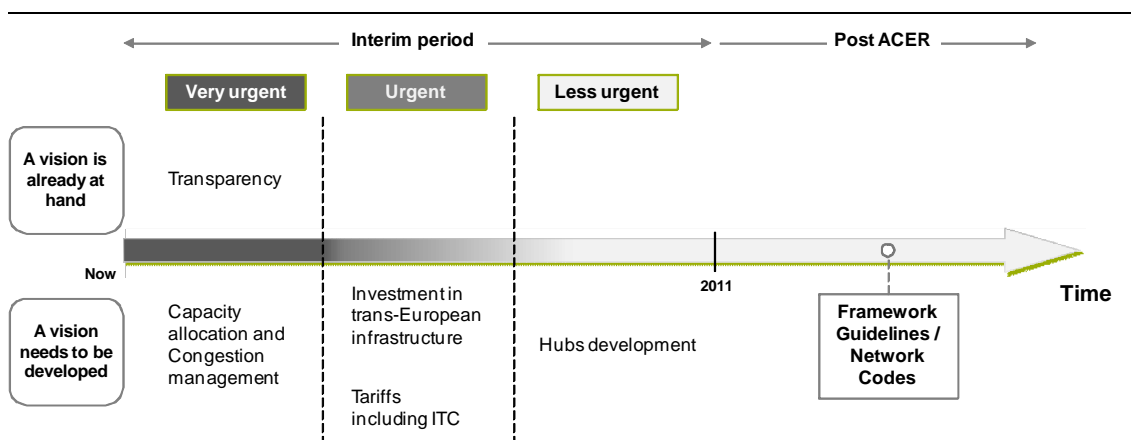 Interim period
Post ACER
Very urgent
Urgent
Less urgent
A vision is
already at
hand
Transparency
Now
2011
Time
A vision
needs to be
developed
Capacity
allocation and
Congestion
management
Investment in
trans-European
infrastructure
Tariffs
including ITC
Hubs development
Framework
Guidelines /
Network
Codes